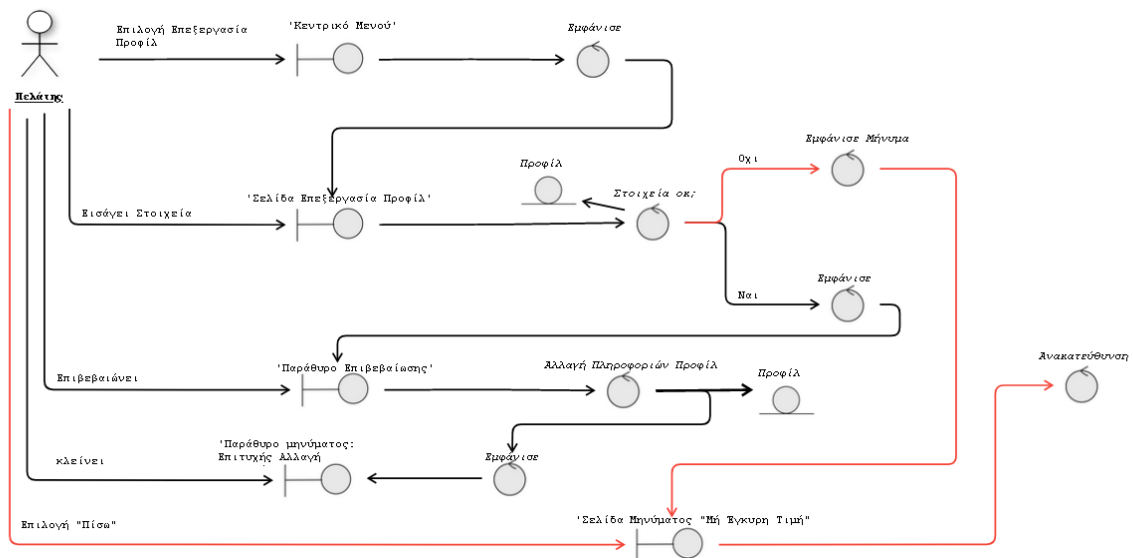 Επιλογή Επεξεργασία
Προφίλ
'Κεντρικό Μενού'
Εμφάνισε
Πελάτης
Εμφάνισε Μήνυμα
Οχι
Προφίλ
Στοιχεία οκ;
'Σελίδα Επεξεργασία Προφίλ'
Εισάγει Στοιχεία
Εμφάνισε
Ναι
Ανακατεύθυνση
'Παράθυρο Επιβεβαίωσης'
Αλλαγή Πληροφοριών Προφίλ
Προφίλ
Επιβεβαιώνει
'Παράθυρο μηνύματος:
Επιτυχής Αλλαγή
κλείνει
Εμφάνισε
Επιλογή "Πίσω"
'Σελίδα Μηνύματος "Μή Έγκυρη Τιμή"